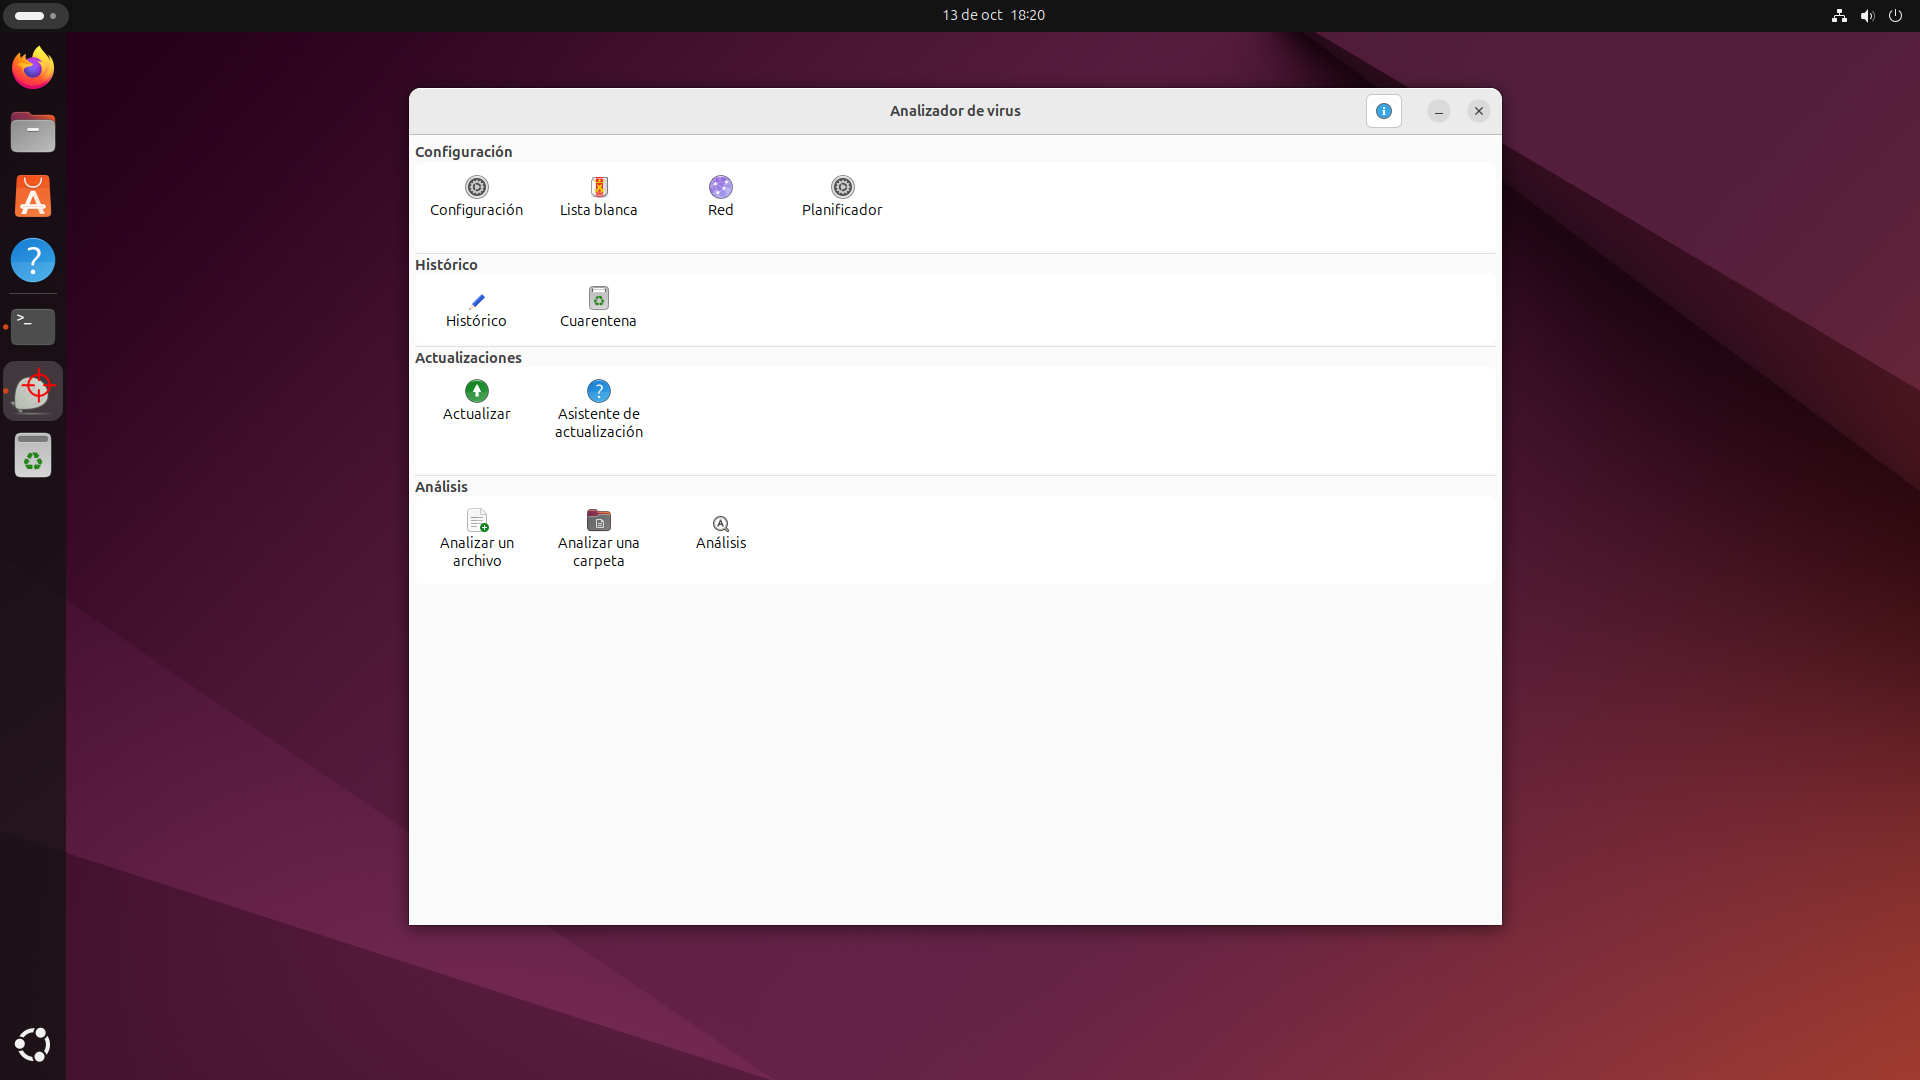 13 de oct 18:20
Analizador de virus
Configuración
Configuración
Lista blanca
Red
Planificador
Histórico
Histórico
Cuarentena
Actualizaciones
Actualizar
Asistente de
actualización
Análisis
Analizar un
archivo
Analizar una
carpeta
Análisis